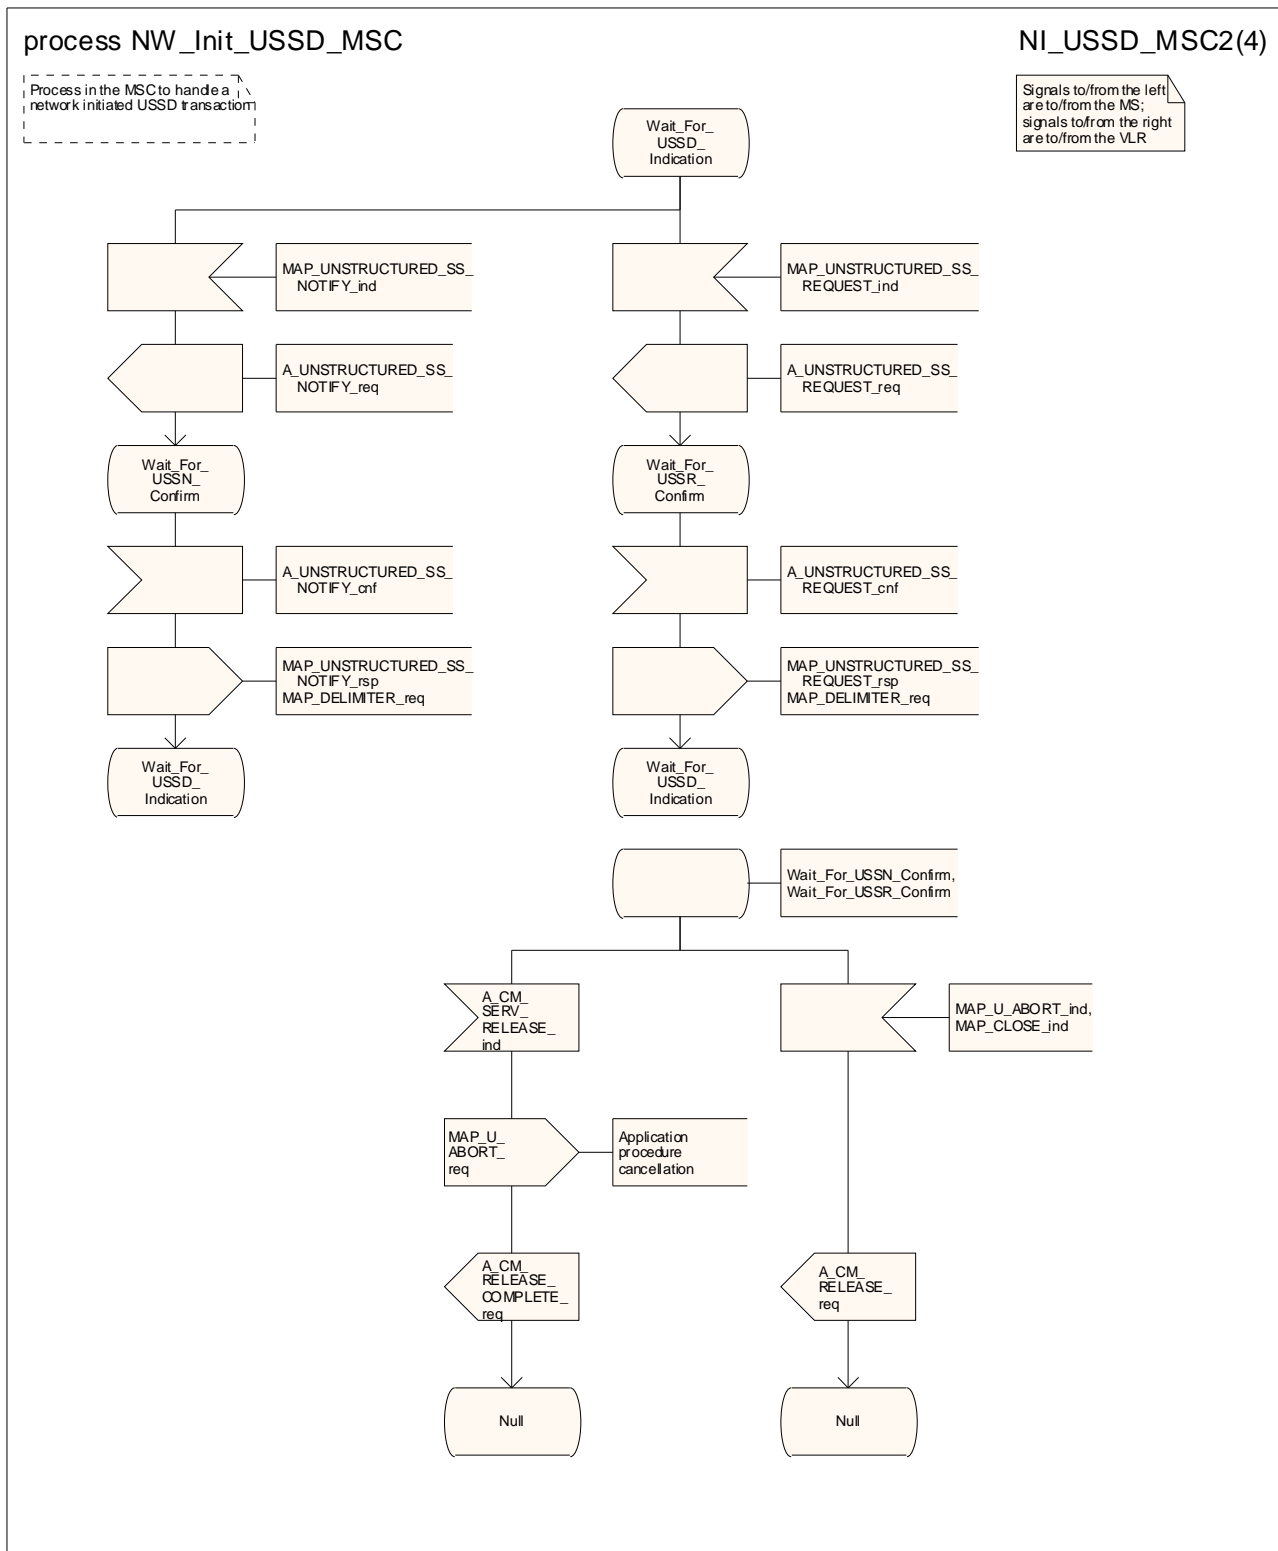 process NW_Init_USSD_MSC
NI_USSD_MSC2(4)
Process in the MSC to handle a
network initiated USSD transaction
Signals to/from the left
are to/from the MS;
signals to/from the right
are to/from the VLR
Wait_For_
USSD_
Indication
MAP_UNSTRUCTURED_SS_
NOTIFY_ind
MAP_UNSTRUCTURED_SS_
REQUEST_ind
A_UNSTRUCTURED_SS_
NOTIFY_req
A_UNSTRUCTURED_SS_
REQUEST_req
Wait_For_
USSN_
Confirm
Wait_For_
USSR_
Confirm
A_UNSTRUCTURED_SS_
NOTIFY_cnf
A_UNSTRUCTURED_SS_
REQUEST_cnf
MAP_UNSTRUCTURED_SS_
NOTIFY_rsp
MAP_DELIMITER_req
MAP_UNSTRUCTURED_SS_
REQUEST_rsp
MAP_DELIMITER_req
Wait_For_
USSD_
Indication
Wait_For_
USSD_
Indication
Wait_For_USSN_Confirm,
Wait_For_USSR_Confirm
A_CM_
SERV_
RELEASE_
ind
MAP_U_ABORT_ind,
MAP_CLOSE_ind
MAP_U_
ABORT_
req
Application
procedure
cancellation
A_CM_
RELEASE_
COMPLETE_
req
A_CM_
RELEASE_
req
Null
Null